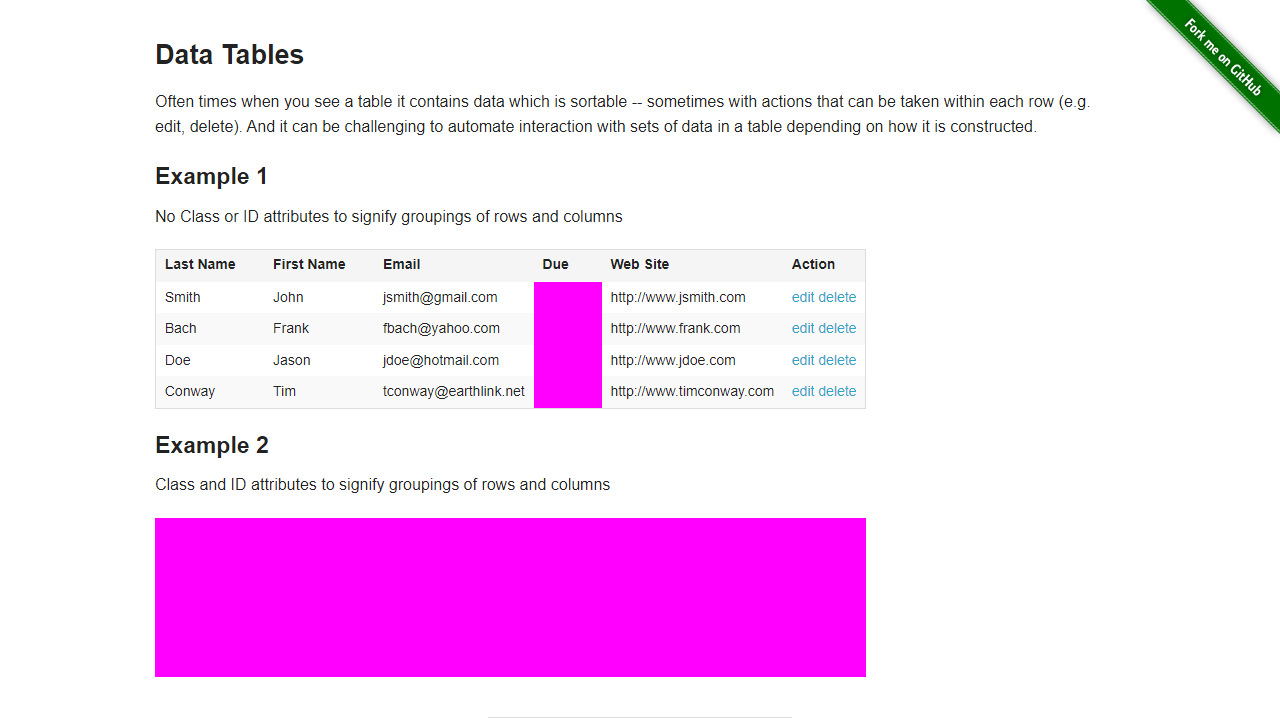 Fork me on GitHub
Data Tables
Often times when you see a table it contains data which is sortable -- sometimes with actions that can be taken within each row (e.g.
edit, delete). And it can be challenging to automate interaction with sets of data in a table depending on how it is constructed.
Example 1
No Class or ID attributes to signify groupings of rows and columns
Last Name First Name Email Due Web Site Action
Smith John jsmith@gmail.com http://www.jsmith.com edit delete
Bach Frank fbach@yahoo.com http://www.frank.com edit delete
Doe Jason jdoe@hotmail.com http://www.jdoe.com edit delete
Conway Tim tconway@earthlink.net http://www.timconway.com edit delete
Example 2
Class and ID attributes to signify groupings of rows and columns